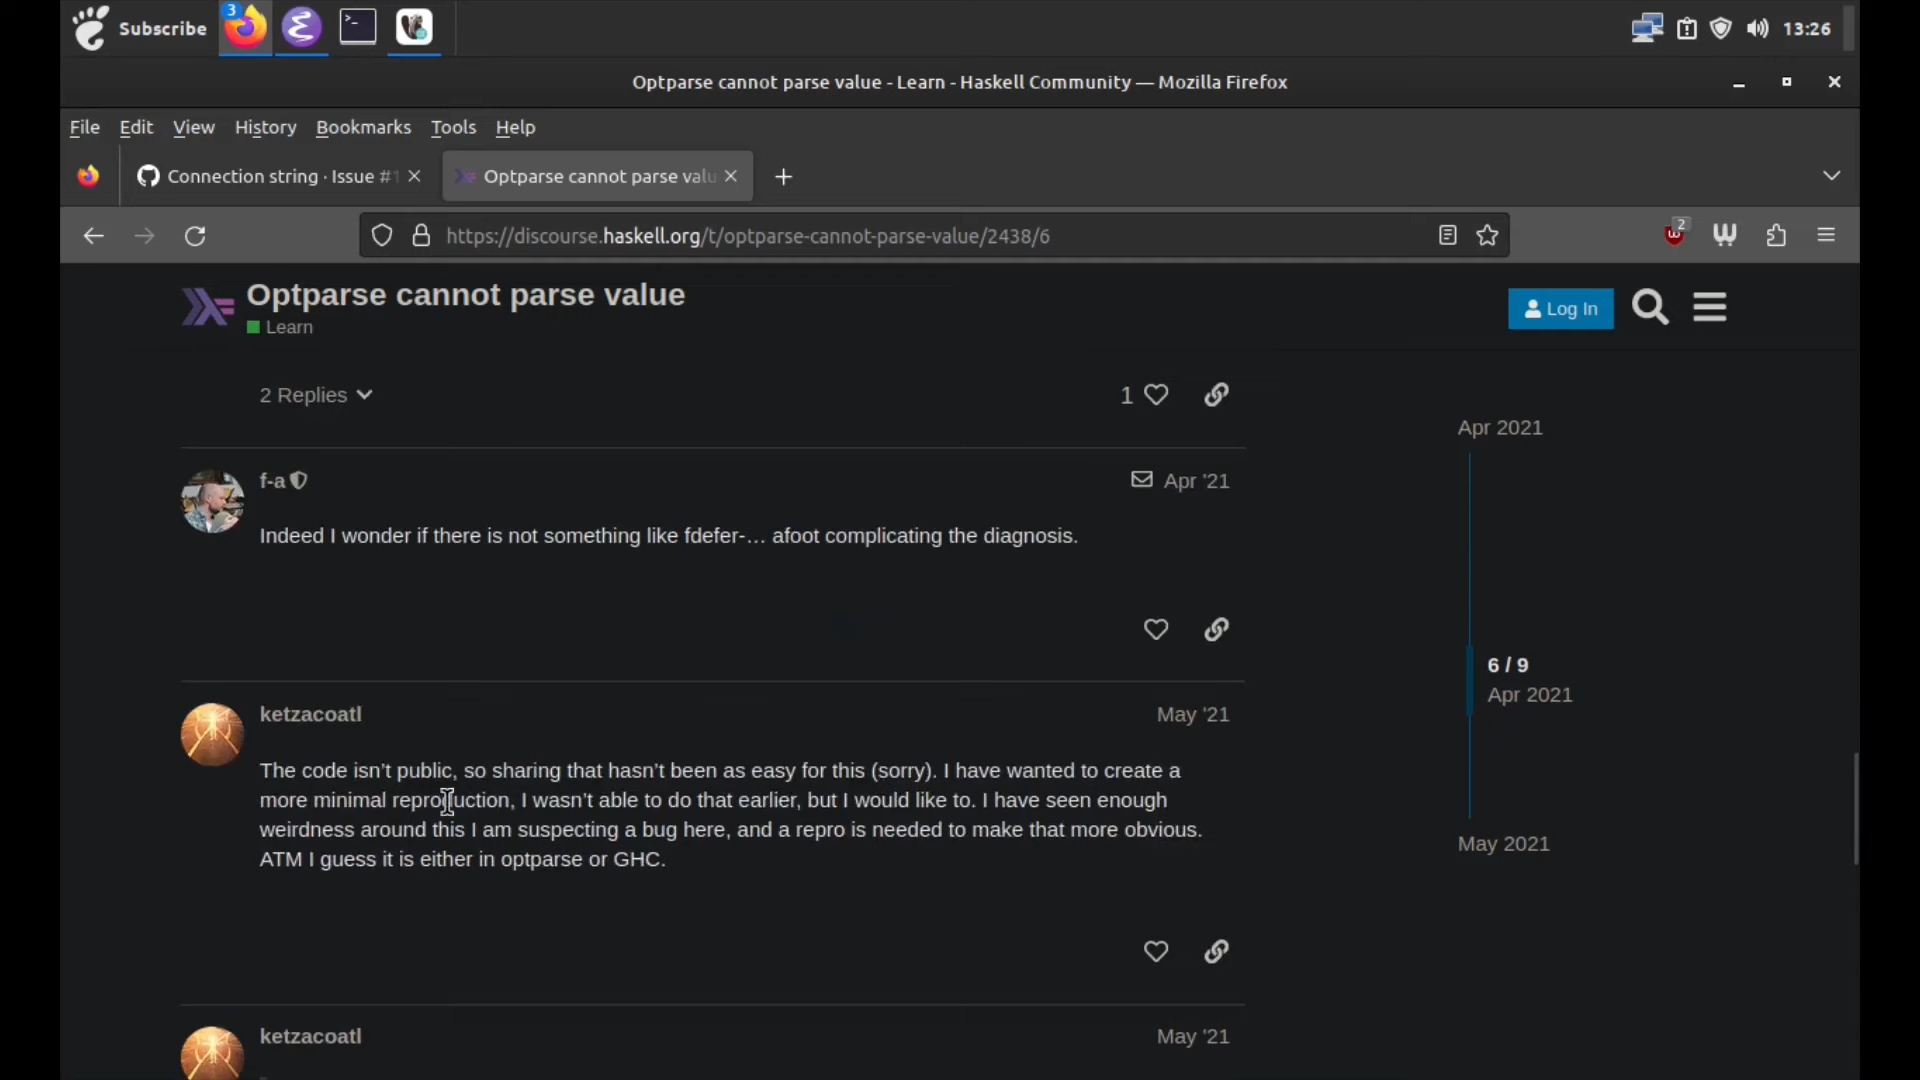 Subscribe
3
13:26
Optparse cannot parse value - Learn - Haskell Community — Mozilla Firefox
File Edit View History Bookmarks Tools Help
Connection string · Issue #1
Optparse cannot parse valu
https://discourse.haskell.org/t/optparse-cannot-parse-value/2438/6
2
Optparse cannot parse value
Learn
Log In
2 Replies
1
Apr 2021
f-a
Apr '21
Indeed I wonder if there is not something like fdefer-… afoot complicating the diagnosis.
6 / 9
Apr 2021
ketzacoatl
May '21
The code isn’t public, so sharing that hasn’t been as easy for this (sorry). I have wanted to create a
more minimal reproduction, I wasn’t able to do that earlier, but I would like to. I have seen enough
weirdness around this I am suspecting a bug here, and a repro is needed to make that more obvious.
ATM I guess it is either in optparse or GHC.
May 2021
ketzacoatl
May '21